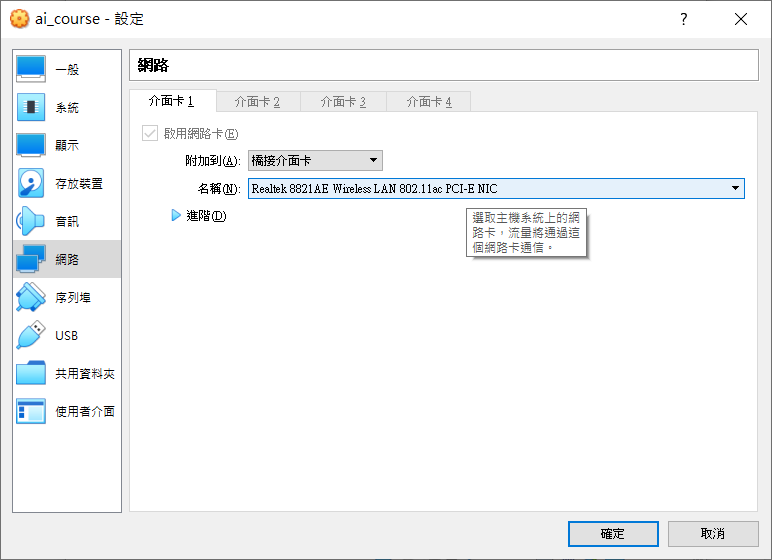 ai_course - 設定
?
一般
系統
顯示
存放裝置
音訊
網路
序列埠
USB
共用資料夾
使用者介面
網路
介面卡 1
介面卡 2
介面卡 3
介面卡 4
啟用網路卡(E)
附加到(A): 橋接介面卡
名稱(N): Realtek 8821AE Wireless LAN 802.11ac PCI-E NIC
進階(D)
選取主機系統上的網
路卡，流量將通過這
個網路卡通信。
確定
取消